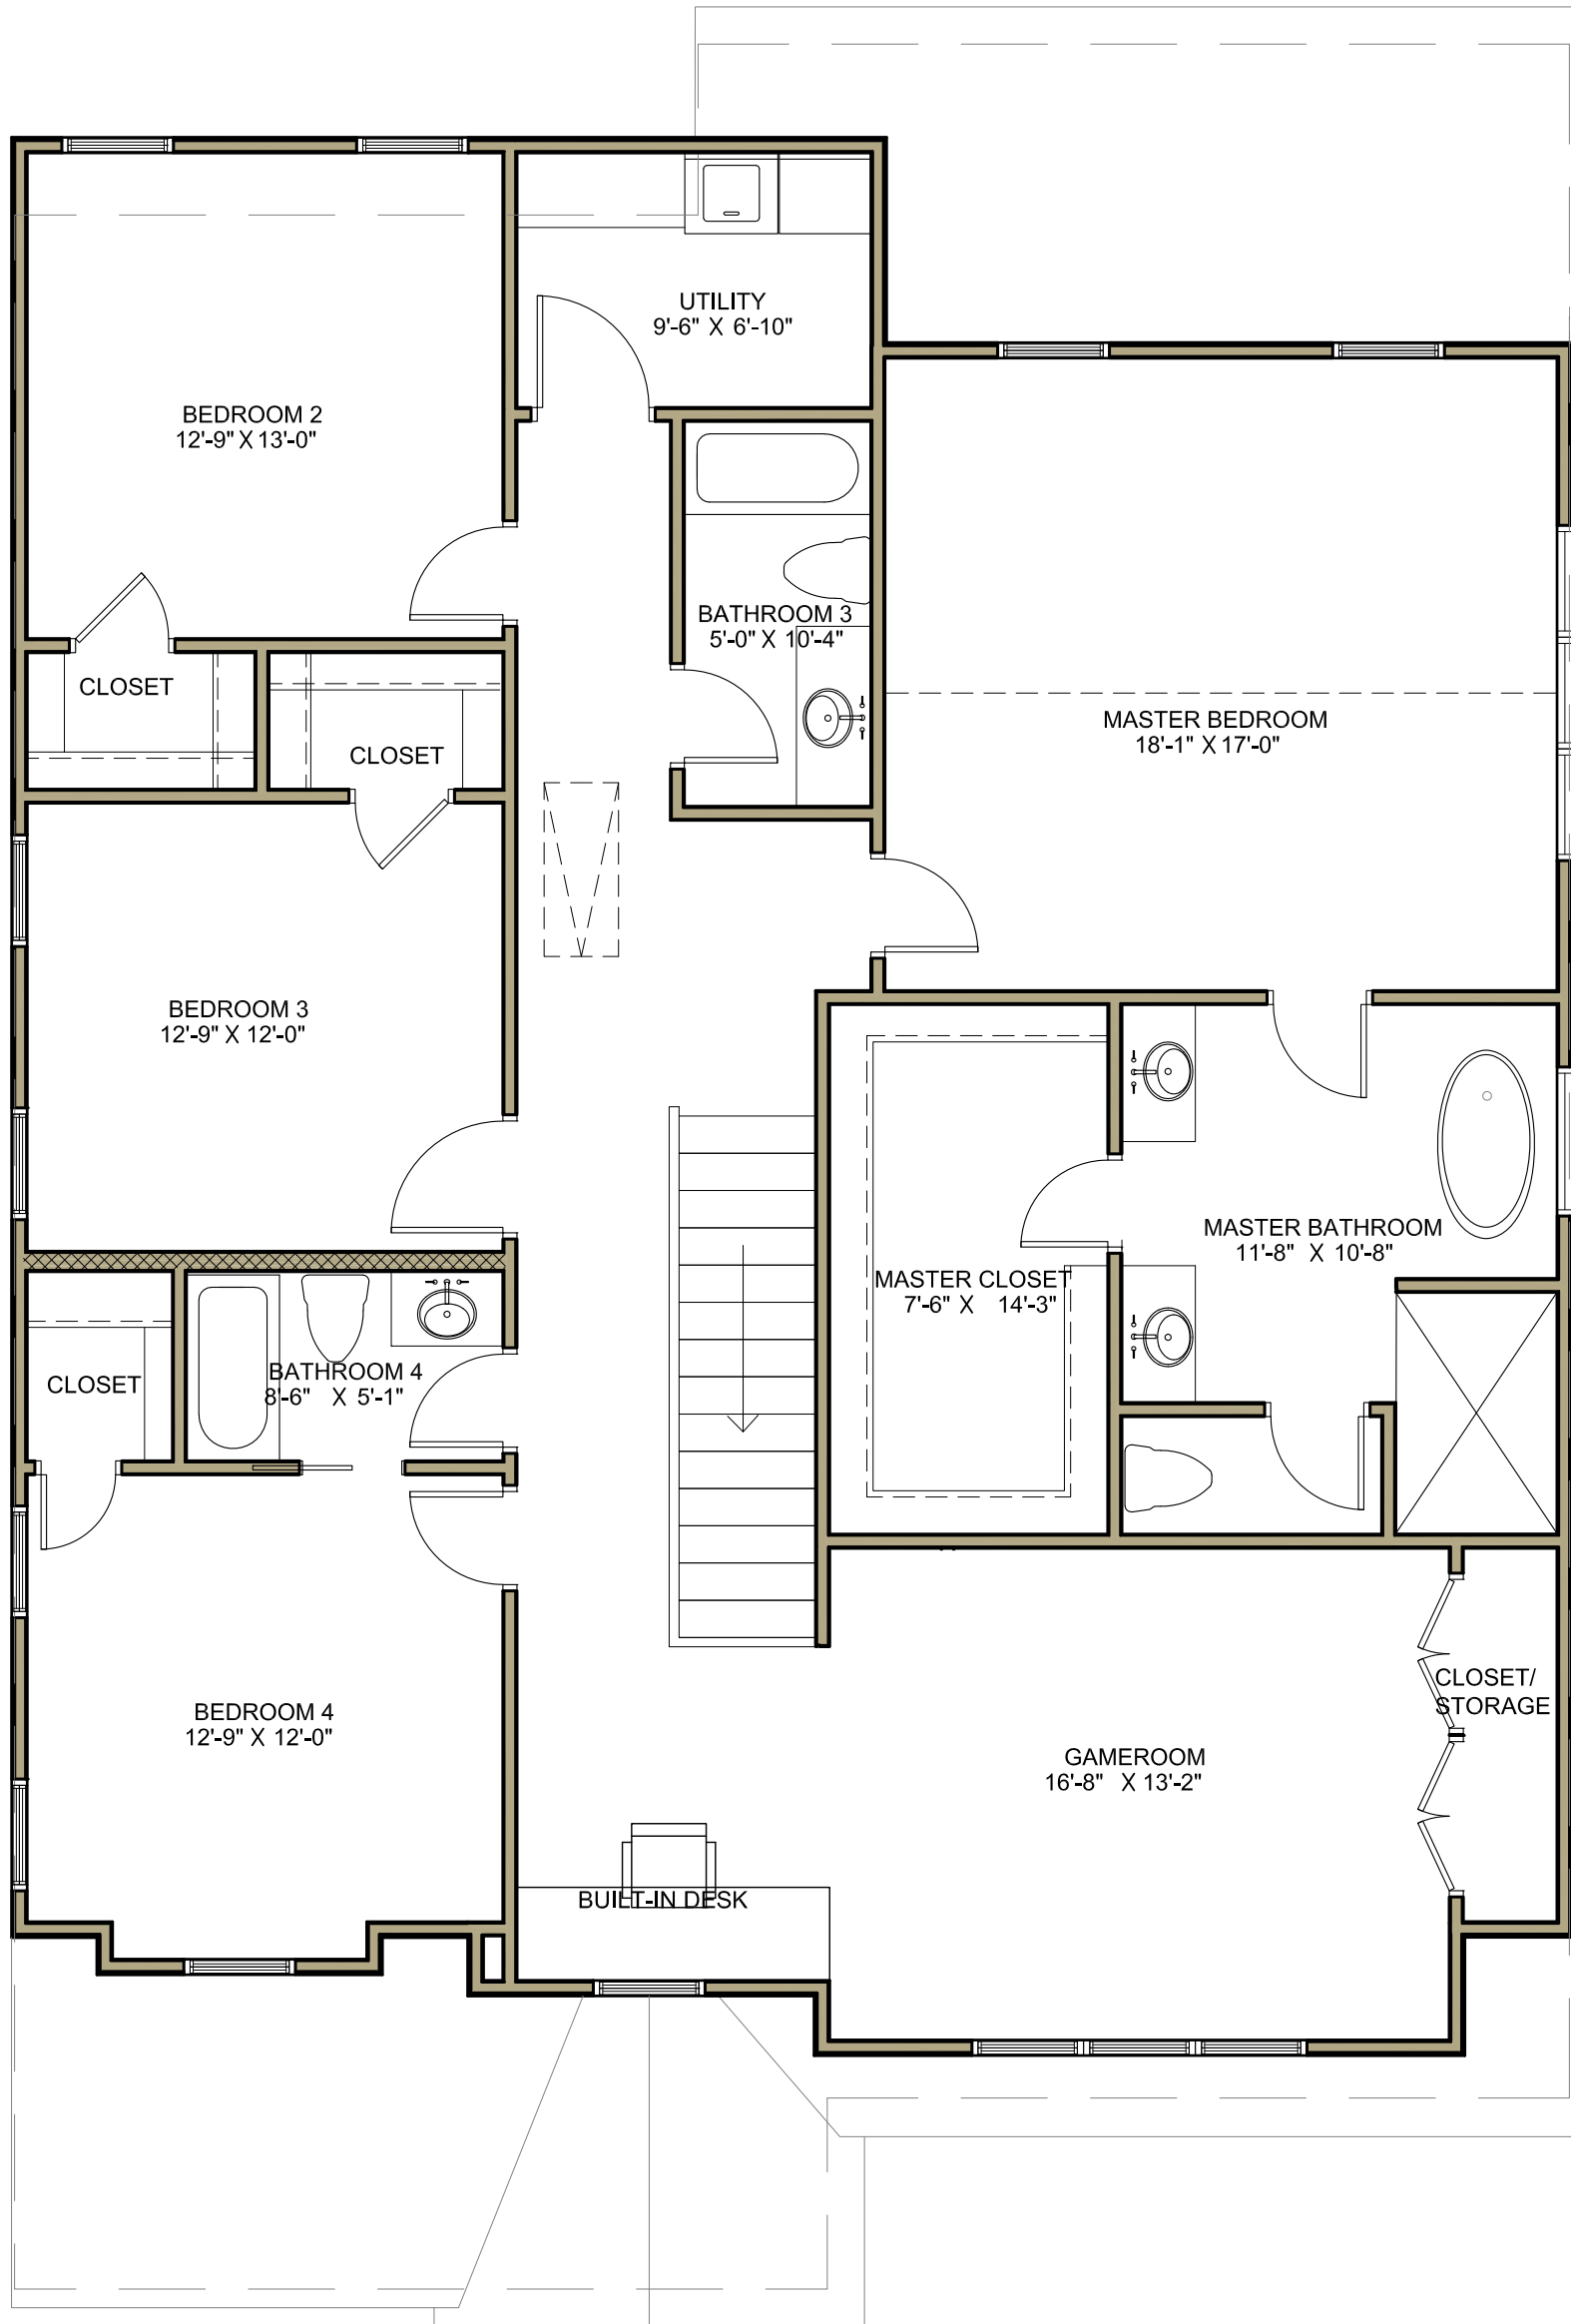 UTILITY
9'-6" X 6'-10"
BEDROOM 2
12'-9" X 13'-0"
BATHROOM 3
5'-0" X 10'-4"
CLOSET
CLOSET
MASTER BEDROOM
18'-1" X 17'-0"
BEDROOM 3
12'-9" X 12'-0"
MASTER BATHROOM
11'-8" X 10'-8"
MASTER CLOSET
7'-6" X 14'-3"
CLOSET
BATHROOM 4
8'-6" X 5'-1"
CLOSET/
STORAGE
BEDROOM 4
12'-9" X 12'-0"
GAMEROOM
16'-8" X 13'-2"
BUILT-IN DESK